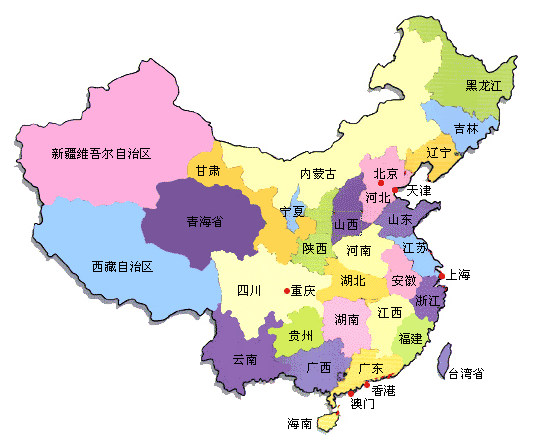 黑龙江
吉林
辽宁
新疆维吾尔自治区
甘肃
内蒙古
北京
天津
河北
宁夏
山西
山东
青海省
陕西
河南
江苏
西藏自治区
四川
重庆
湖北
安徽
上海
浙江
湖南
江西
贵州
福建
云南
广西
广东
台湾省
香港
澳门
海南